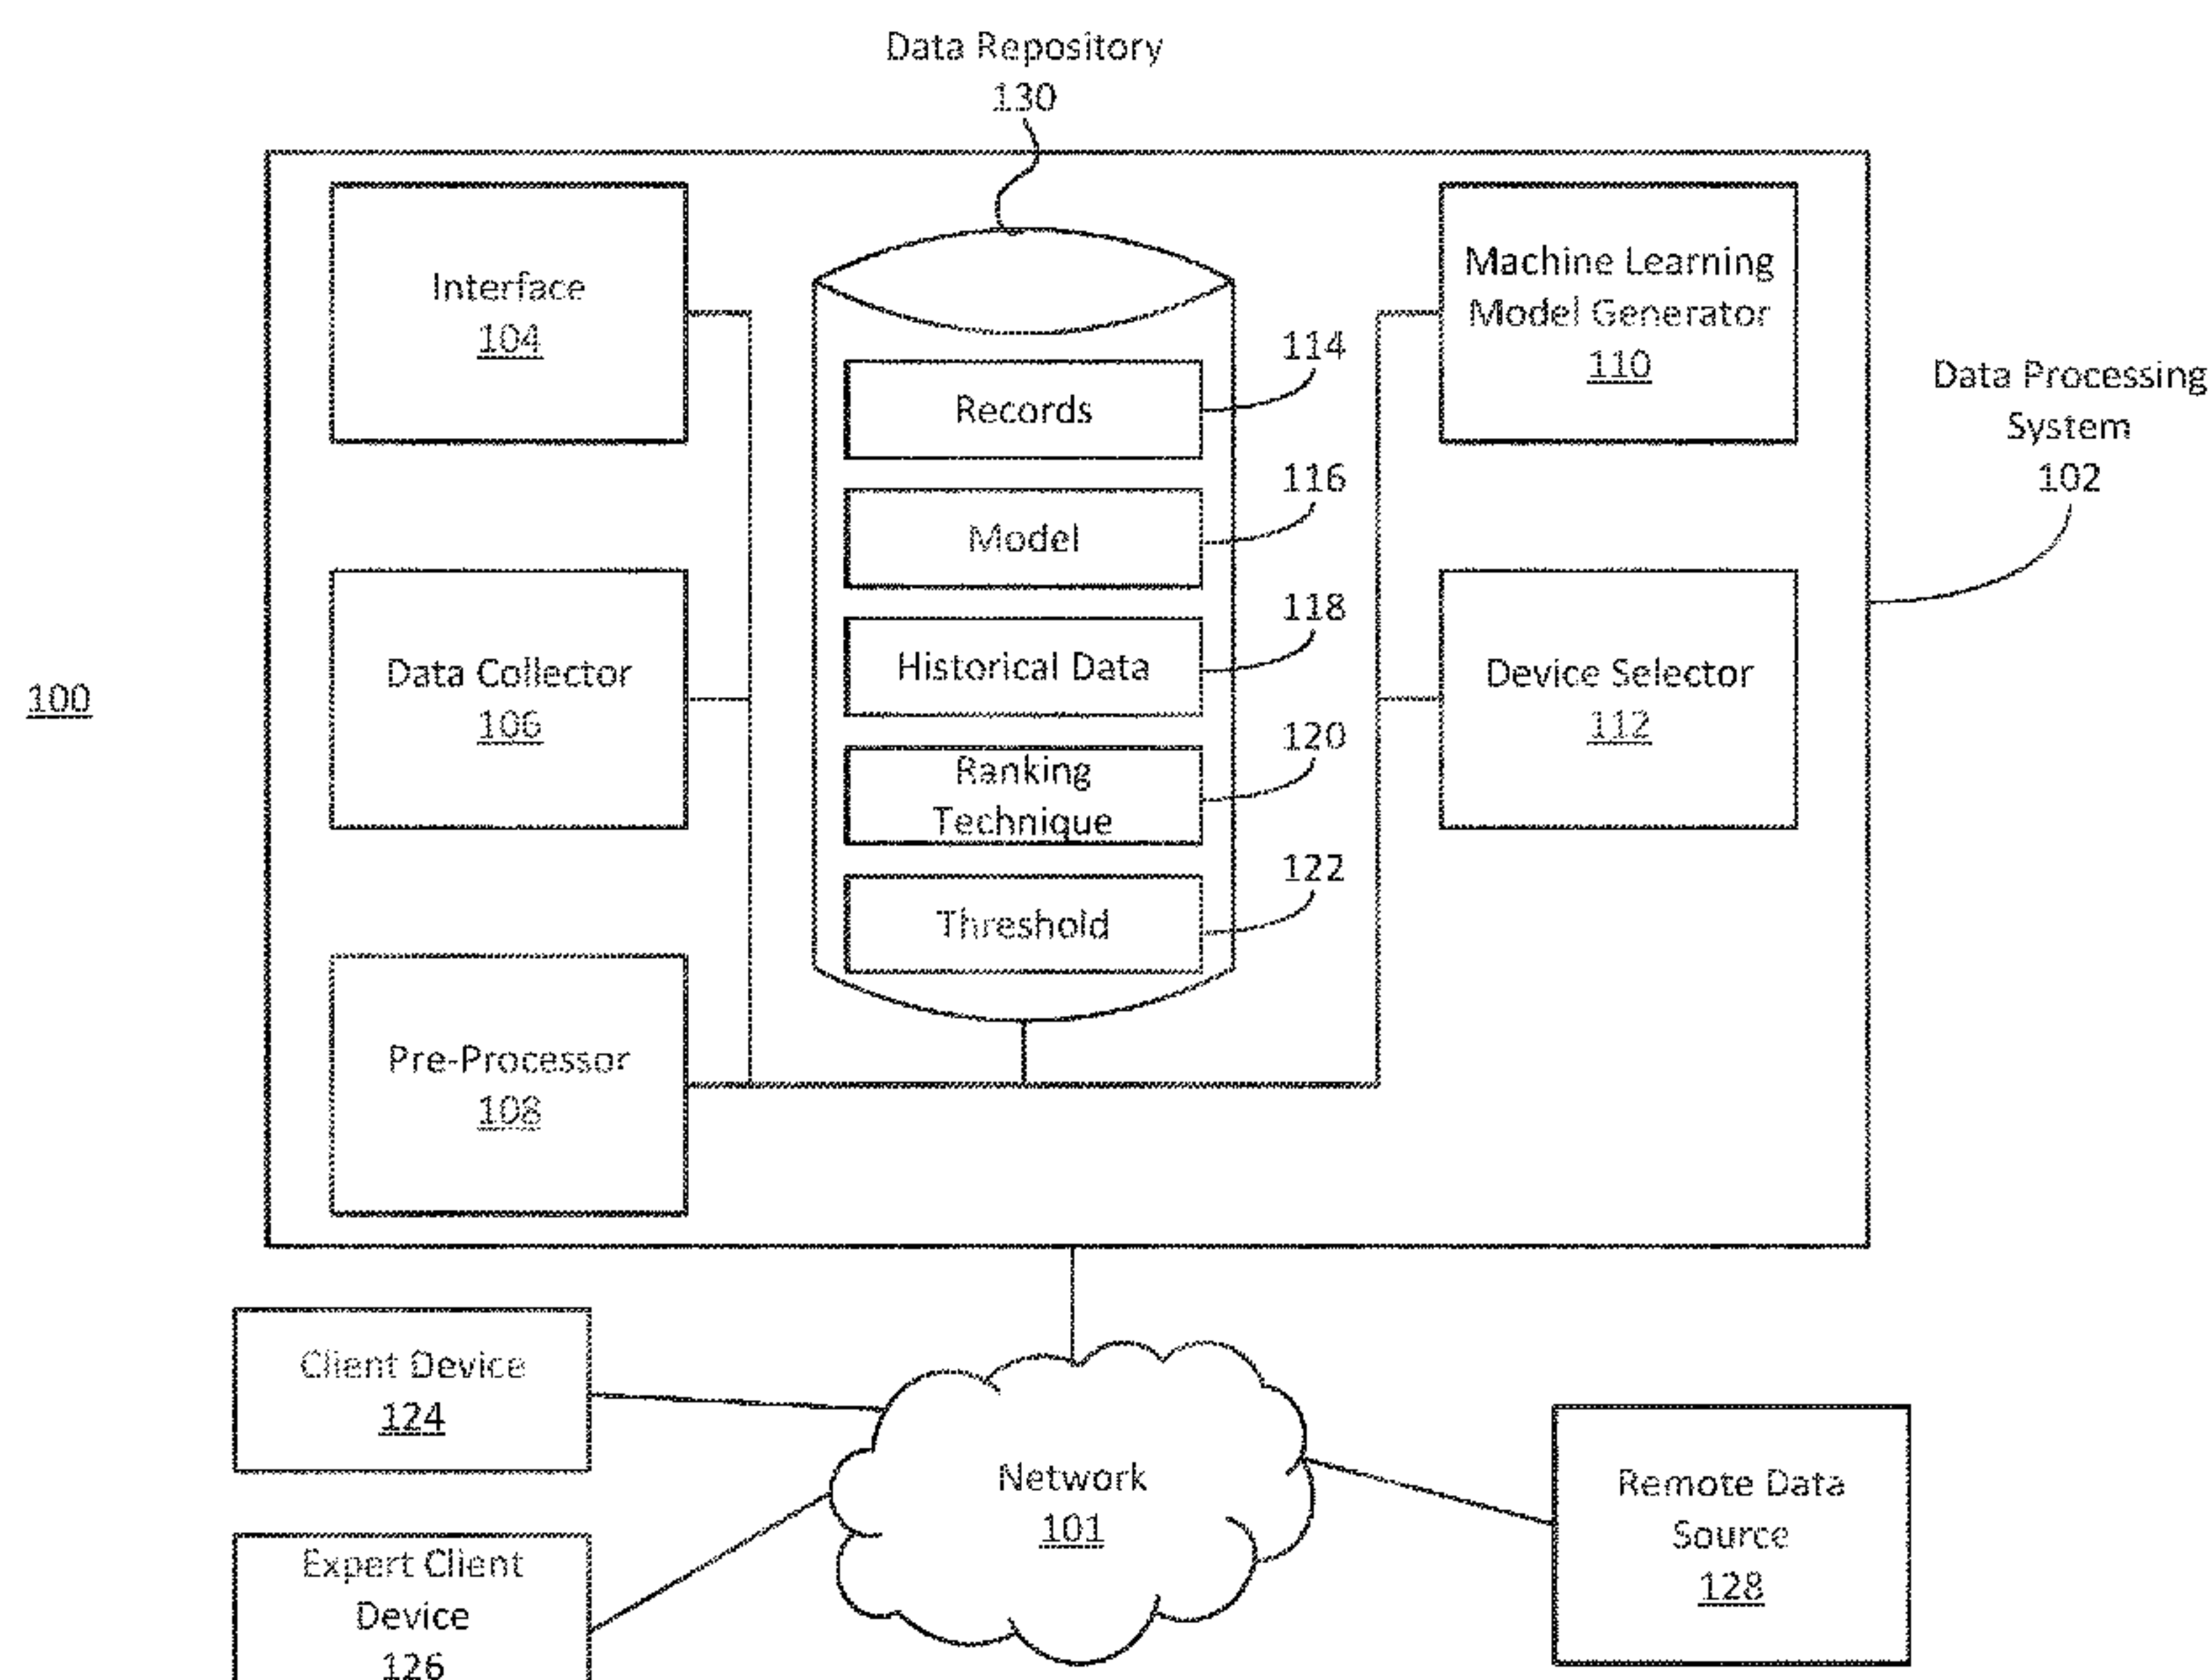 Data Repository
130
Interface
104
Machine Learning
Model Generator
110
Records
114
Model
116
Historical Data
118
Ranking
Technique
120
Threshold
122
Data Processing
System
102
100
Data Collector
106
Device Selector
112
Pre-Processor
108
Client Device
124
Network
101
Expert Client
Device
126
Remote Data
Source
128